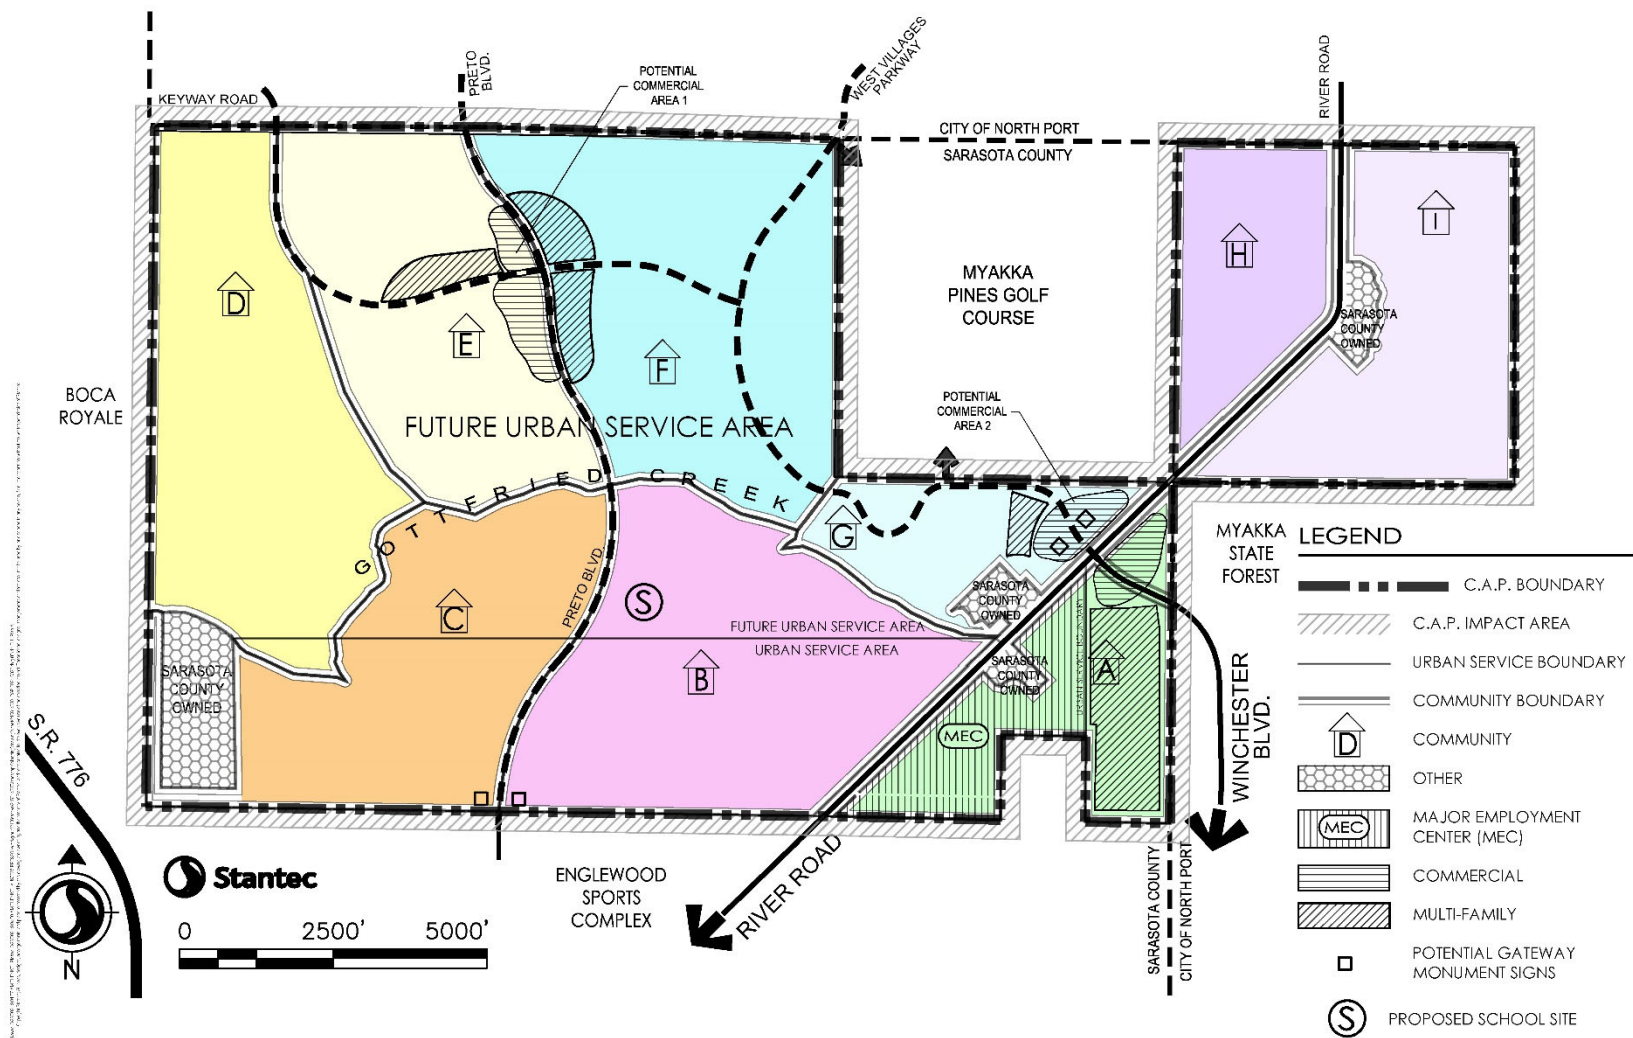 KEYWAY ROAD
PRETO
BLVD.
POTENTIAL
COMMERCIAL
AREA 1
WEST VILLAGES
PARKWAY
RIVER ROAD
CITY OF NORTH PORT
SARASOTA COUNTY
D
E
F
H
I
MYAKKA
PINES GOLF
COURSE
SARASOTA
COUNTY
OWNED
BOCA
ROYALE
FUTURE URBAN SERVICE AREA
POTENTIAL
COMMERCIAL
AREA 2
GOTTFRIED CREEK
G
MYAKKA
STATE
FOREST
C
PRETO BLVD.
S
SARASOTA
COUNTY
OWNED
FUTURE URBAN SERVICE AREA
URBAN SERVICE AREA
B
SARASOTA
COUNTY
OWNED
URBAN SERVICE BOUNDARY
A
SARASOTA
COUNTY
OWNED
MEC
WINCHESTER
BLVD.
S.R. 776
N
Stantec
0 2500' 5000'
ENGLEWOOD
SPORTS
COMPLEX
RIVER ROAD
SARASOTA COUNTY
CITY OF NORTH PORT
LEGEND
C.A.P. BOUNDARY
C.A.P. IMPACT AREA
URBAN SERVICE BOUNDARY
COMMUNITY BOUNDARY
D COMMUNITY
OTHER
MEC MAJOR EMPLOYMENT
CENTER (MEC)
COMMERCIAL
MULTI-FAMILY
POTENTIAL GATEWAY
MONUMENT SIGNS
S PROPOSED SCHOOL SITE